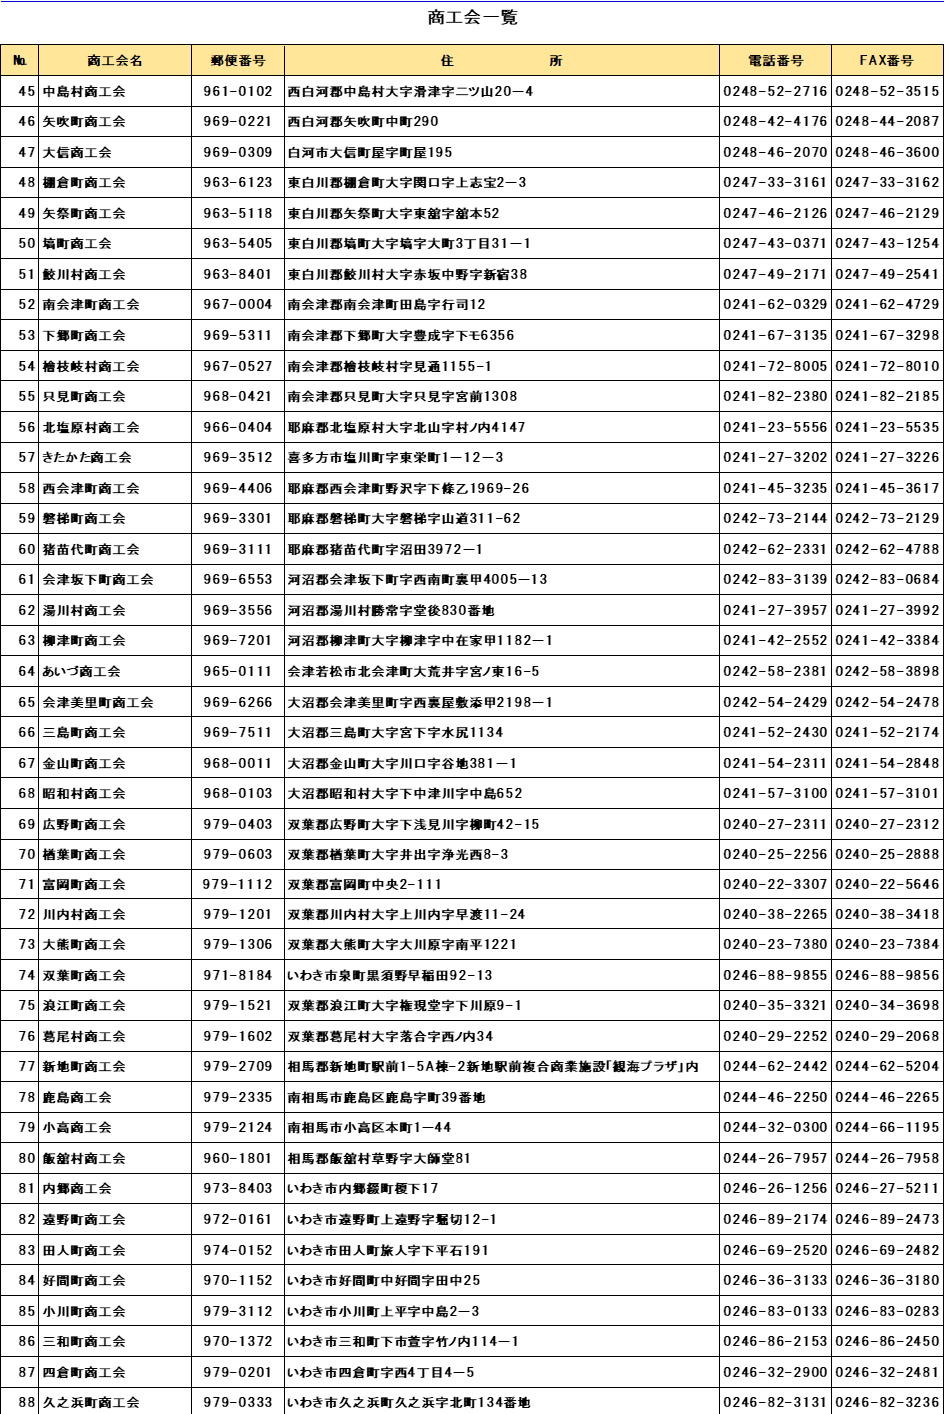 商工会一覧
№ 商工会名 郵便番号 住　所 電話番号 FAX番号
45 中島村商工会 961-0102 西白河郡中島村大字滑津字二ツ山20－4 0248-52-2716 0248-52-3515
46 矢吹町商工会 969-0221 西白河郡矢吹町中町290 0248-42-4176 0248-44-2087
47 大信商工会 969-0309 白河市大信町屋字町屋195 0248-46-2070 0248-46-3600
48 棚倉町商工会 963-6123 東白川郡棚倉町大字関口字上志宝2－3 0247-33-3161 0247-33-3162
49 矢祭町商工会 963-5118 東白川郡矢祭町大字東舘字舘本52 0247-46-2126 0247-46-2129
50 塙町商工会 963-5405 東白川郡塙町大字塙字大町3丁目31－1 0247-43-0371 0247-43-1254
51 鮫川村商工会 963-8401 東白川郡鮫川村大字赤坂中野字新宿38 0247-49-2171 0247-49-2541
52 南会津町商工会 967-0004 南会津郡南会津町田島字行司12 0241-62-0329 0241-62-4729
53 下郷町商工会 969-5311 南会津郡下郷町大字豊成字下モ6356 0241-67-3135 0241-67-3298
54 檜枝岐村商工会 967-0527 南会津郡檜枝岐村字見通1155-1 0241-72-8005 0241-72-8010
55 只見町商工会 968-0421 南会津郡只見町大字只見字宮前1308 0241-82-2380 0241-82-2185
56 北塩原村商工会 966-0404 耶麻郡北塩原村大字北山字村ノ内4147 0241-23-5556 0241-23-5535
57 きたかた商工会 969-3512 喜多方市塩川町字東栄町1－12－3 0241-27-3202 0241-27-3226
58 西会津町商工会 969-4406 耶麻郡西会津町野沢字下條乙1969-26 0241-45-3235 0241-45-3617
59 磐梯町商工会 969-3301 耶麻郡磐梯町大字磐梯字山道311-62 0242-73-2144 0242-73-2129
60 猪苗代町商工会 969-3111 耶麻郡猪苗代町字沼田3972－1 0242-62-2331 0242-62-4788
61 会津坂下町商工会 969-6553 河沼郡会津坂下町字西南町裏甲4005－13 0242-83-3139 0242-83-0684
62 湯川村商工会 969-3556 河沼郡湯川村勝常字堂後830番地 0241-27-3957 0241-27-3992
63 柳津町商工会 969-7201 河沼郡柳津町大字柳津字中在家甲1182－1 0241-42-2552 0241-42-3384
64 あいづ商工会 965-0111 会津若松市北会津町大荒井字宮ノ東16-5 0242-58-2381 0242-58-3898
65 会津美里町商工会 969-6266 大沼郡会津美里町字西裏屋敷添甲2198－1 0242-54-2429 0242-54-2478
66 三島町商工会 969-7511 大沼郡三島町大字宮下字水尻1134 0241-52-2430 0241-52-2174
67 金山町商工会 968-0011 大沼郡金山町大字川口字谷地381－1 0241-54-2311 0241-54-2848
68 昭和村商工会 968-0103 大沼郡昭和村大字下中津川字中島652 0241-57-3100 0241-57-3101
69 広野町商工会 979-0403 双葉郡広野町大字下浅見川字柳町42-15 0240-27-2311 0240-27-2312
70 楢葉町商工会 979-0603 双葉郡楢葉町大字井出字浄光西8-3 0240-25-2256 0240-25-2888
71 富岡町商工会 979-1112 双葉郡富岡町中央2-111 0240-22-3307 0240-22-5646
72 川内村商工会 979-1201 双葉郡川内村大字上川内字早渡11-24 0240-38-2265 0240-38-3418
73 大熊町商工会 979-1306 双葉郡大熊町大字大川原字南平1221 0240-23-7380 0240-23-7384
74 双葉町商工会 971-8184 いわき市泉町黒須野早稲田92-13 0246-88-9855 0246-88-9856
75 浪江町商工会 979-1521 双葉郡浪江町大字権現堂字下川原9-1 0240-35-3321 0240-34-3698
76 葛尾村商工会 979-1602 双葉郡葛尾村大字落合字西ノ内34 0240-29-2252 0240-29-2068
77 新地町商工会 979-2709 相馬郡新地町駅前1-5A棟-2新地駅前複合商業施設「観海プラザ」内 0244-62-2442 0244-62-5204
78 鹿島商工会 979-2335 南相馬市鹿島区鹿島字町39番地 0244-46-2250 0244-46-2265
79 小高商工会 979-2124 南相馬市小高区本町1－44 0244-32-0300 0244-66-1195
80 飯舘村商工会 960-1801 相馬郡飯舘村草野字大師堂81 0244-26-7957 0244-26-7958
81 内郷商工会 973-8403 いわき市内郷綴町榎下17 0246-26-1256 0246-27-5211
82 遠野町商工会 972-0161 いわき市遠野町上遠野字堀切12-1 0246-89-2174 0246-89-2473
83 田人町商工会 974-0152 いわき市田人町旅人字下平石191 0246-69-2520 0246-69-2482
84 好間町商工会 970-1152 いわき市好間町中好間字田中25 0246-36-3133 0246-36-3180
85 小川町商工会 979-3112 いわき市小川町上平字中島2－3 0246-83-0133 0246-83-0283
86 三和町商工会 970-1372 いわき市三和町下市萱字竹ノ内114－1 0246-86-2153 0246-86-2450
87 四倉町商工会 979-0201 いわき市四倉町字西4丁目4－5 0246-32-2900 0246-32-2481
88 久之浜町商工会 979-0333 いわき市久之浜町久之浜字北町134番地 0246-82-3131 0246-82-3236